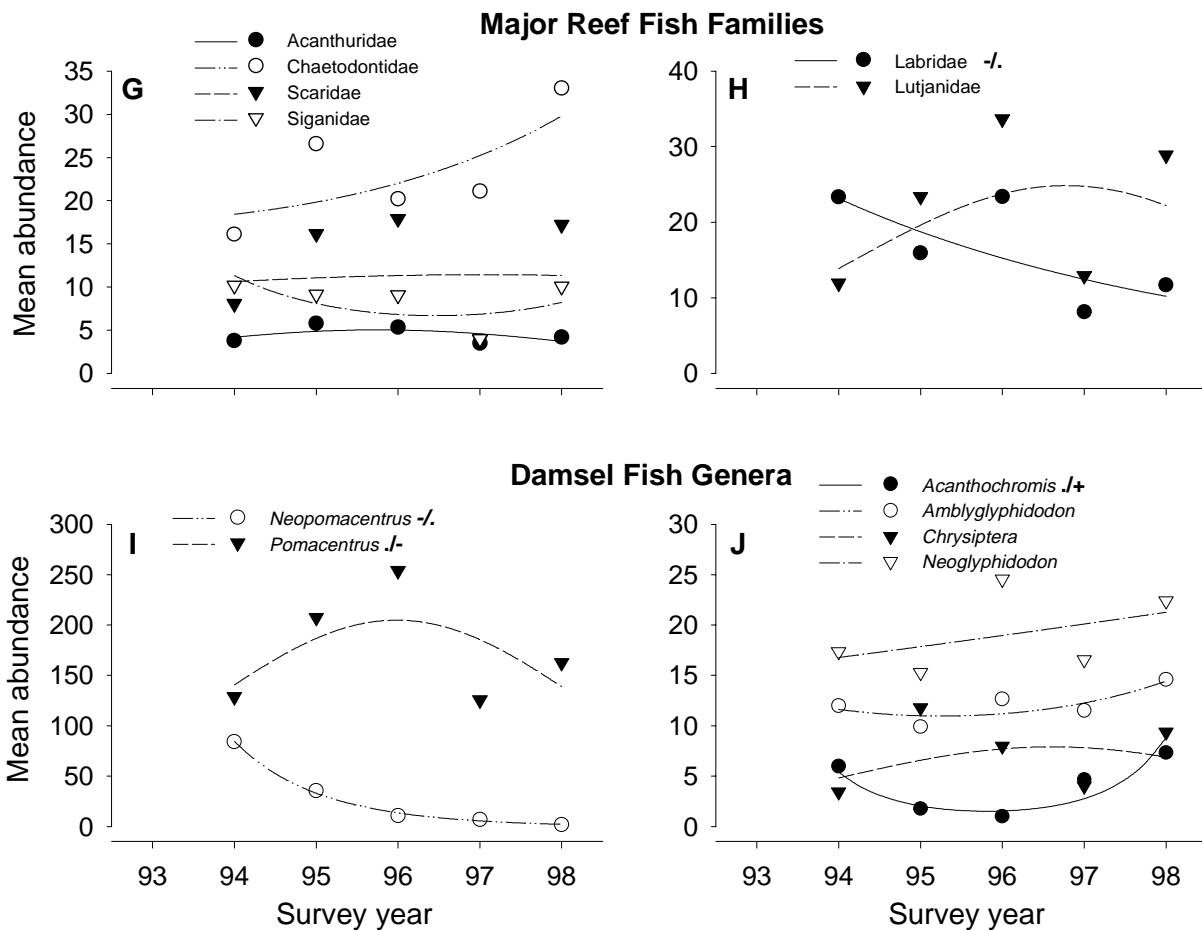 Major Reef Fish Families
G
Acanthuridae
Chaetodontidae
Scaridae
Siganidae
Mean abundance
35
30
25
20
15
10
5
0
H
Labridae -/.
Lutjanidae
40
30
20
10
0
Damsel Fish Genera
I
Neopomacentrus -/.
Pomacentrus ./-
Mean abundance
300
250
200
150
100
50
0
93 94 95 96 97 98
Survey year
J
Acanthochromis ./+
Amblyglyphidodon
Chrysiptera
Neoglyphidodon
30
25
20
15
10
5
0
93 94 95 96 97 98
Survey year